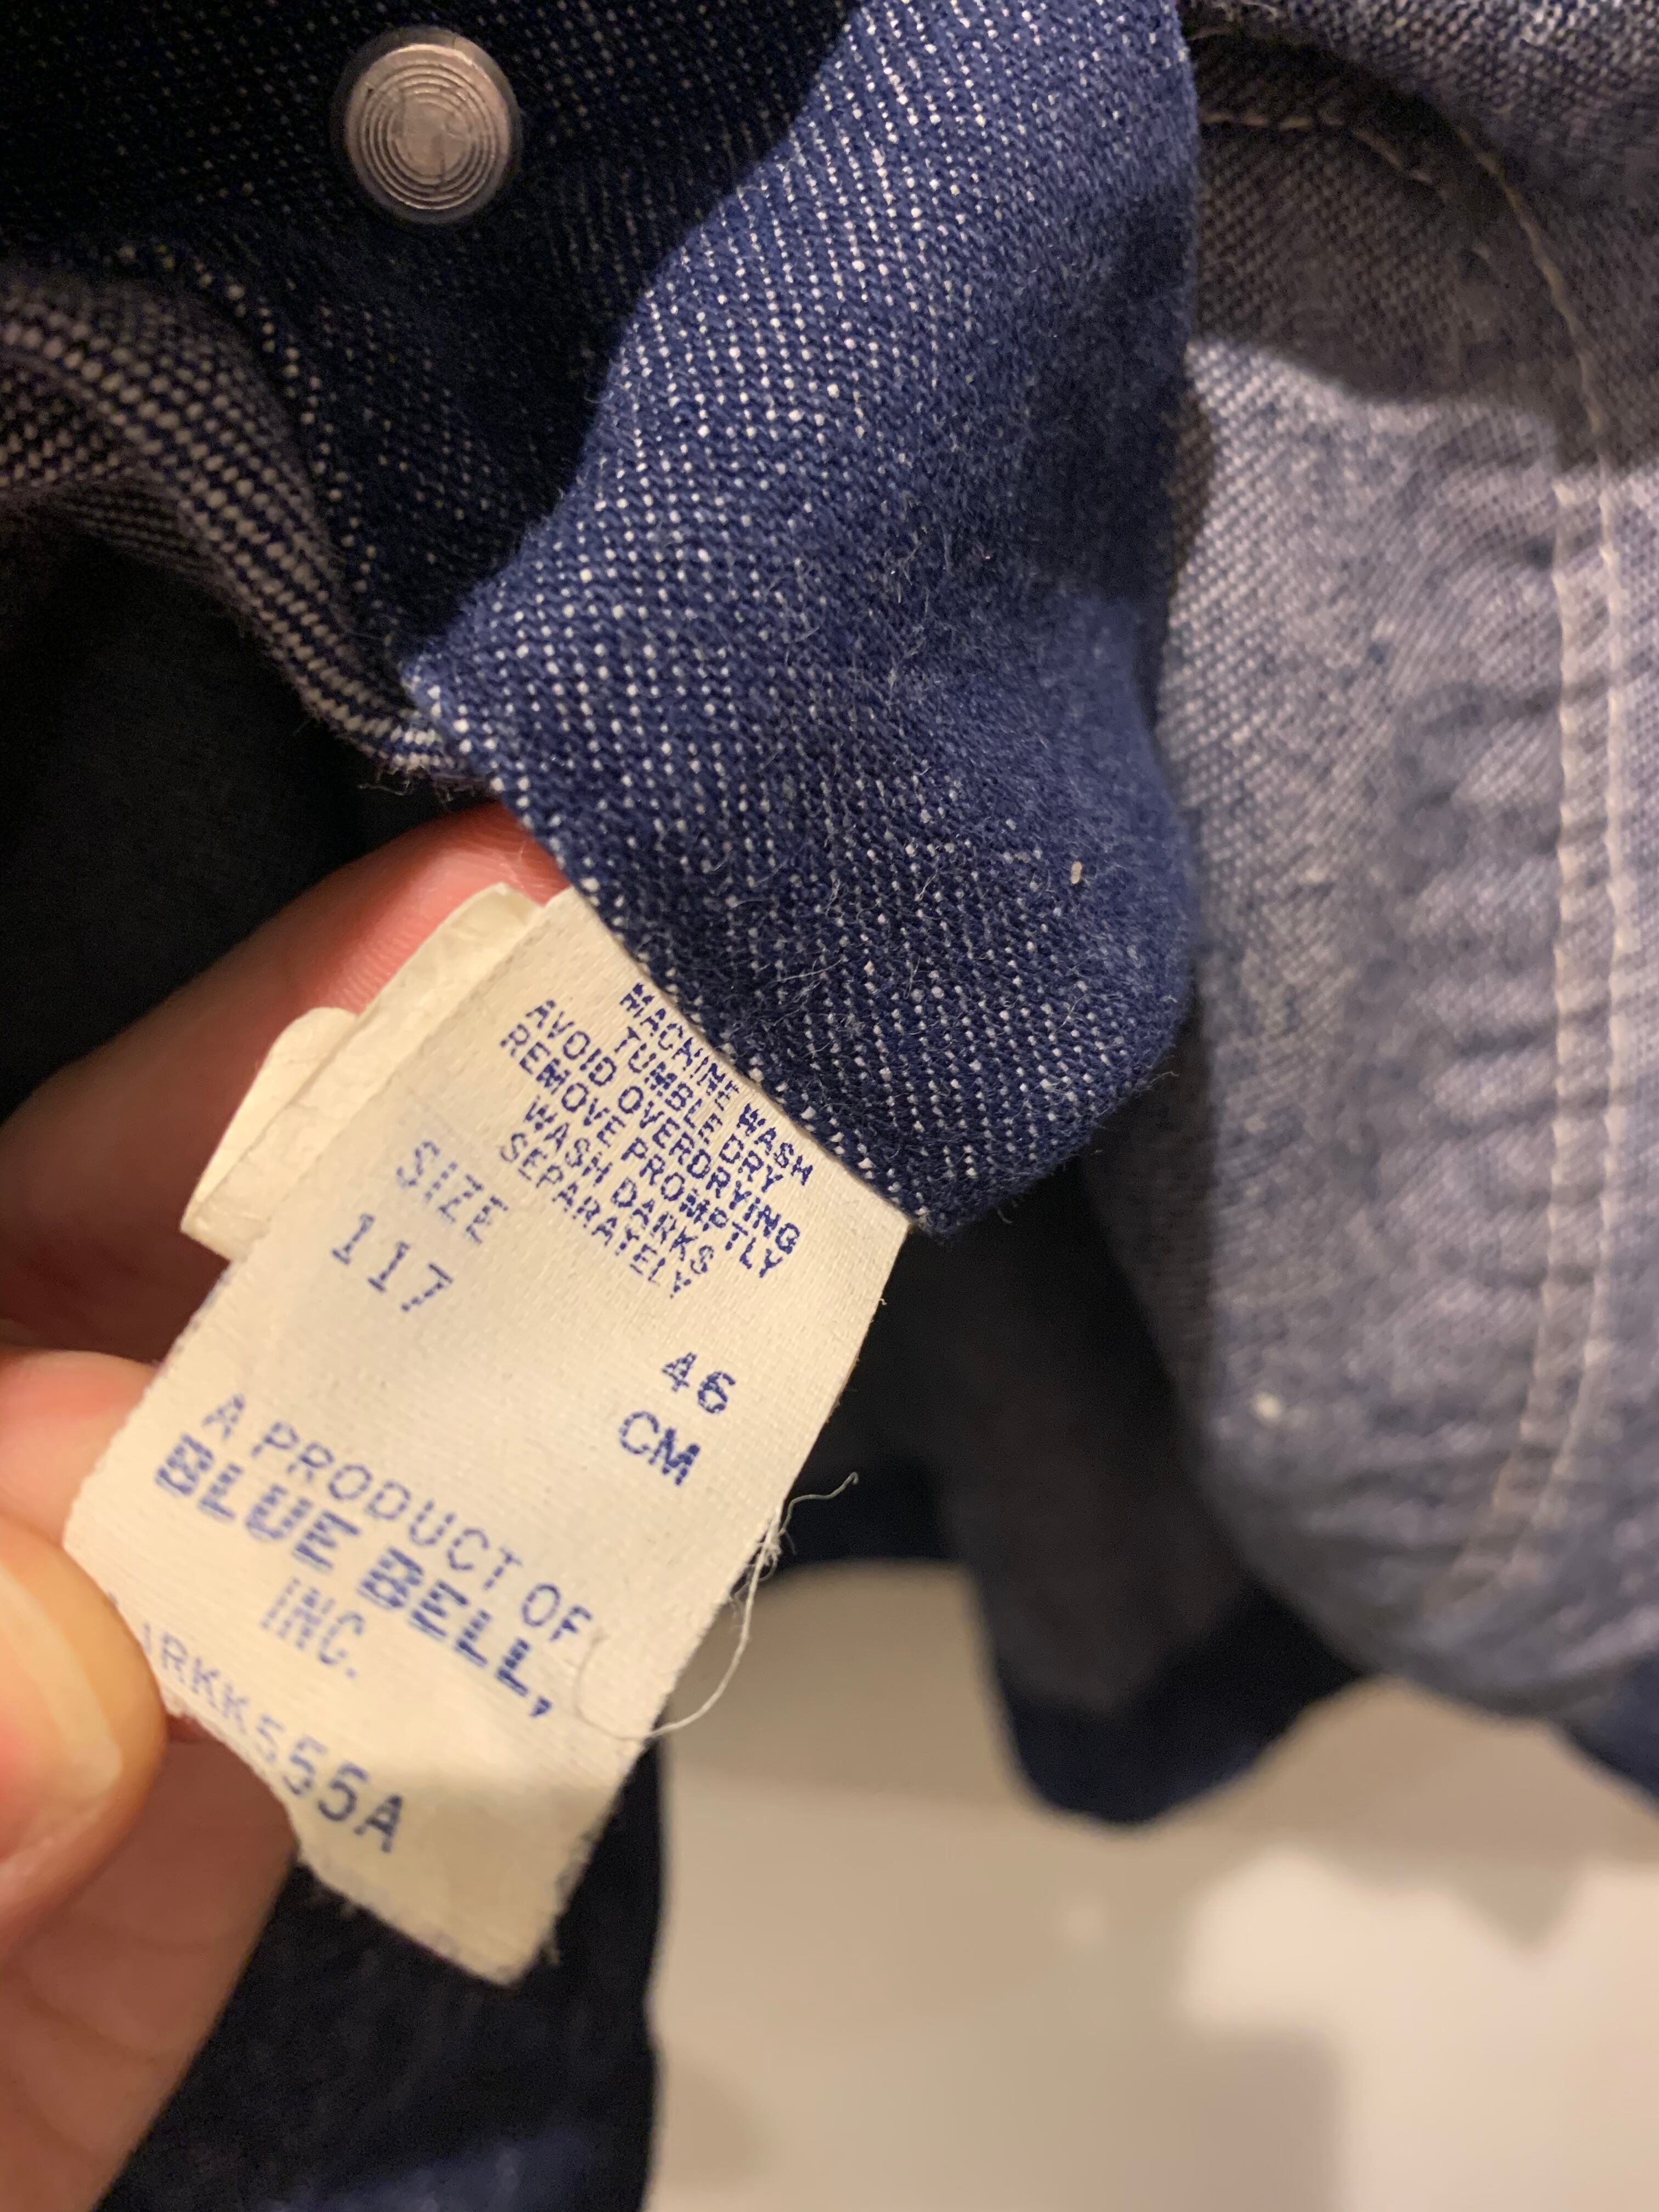 MACHINE WASH
TUMBLE DRY
AVOID OVERDRYING
REMOVE PROMPTLY
WASH DARKS
SEPARATELY
SIZE
117
46
CM
A PRODUCT OF
BLUE BELL,
INC.
RKK555A